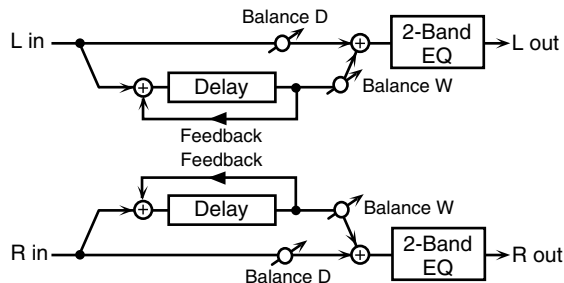 Balance D
L in
2-Band
EQ
L out
Delay
Balance W
Feedback
Feedback
Delay
Balance W
R in
2-Band
EQ
R out
Balance D